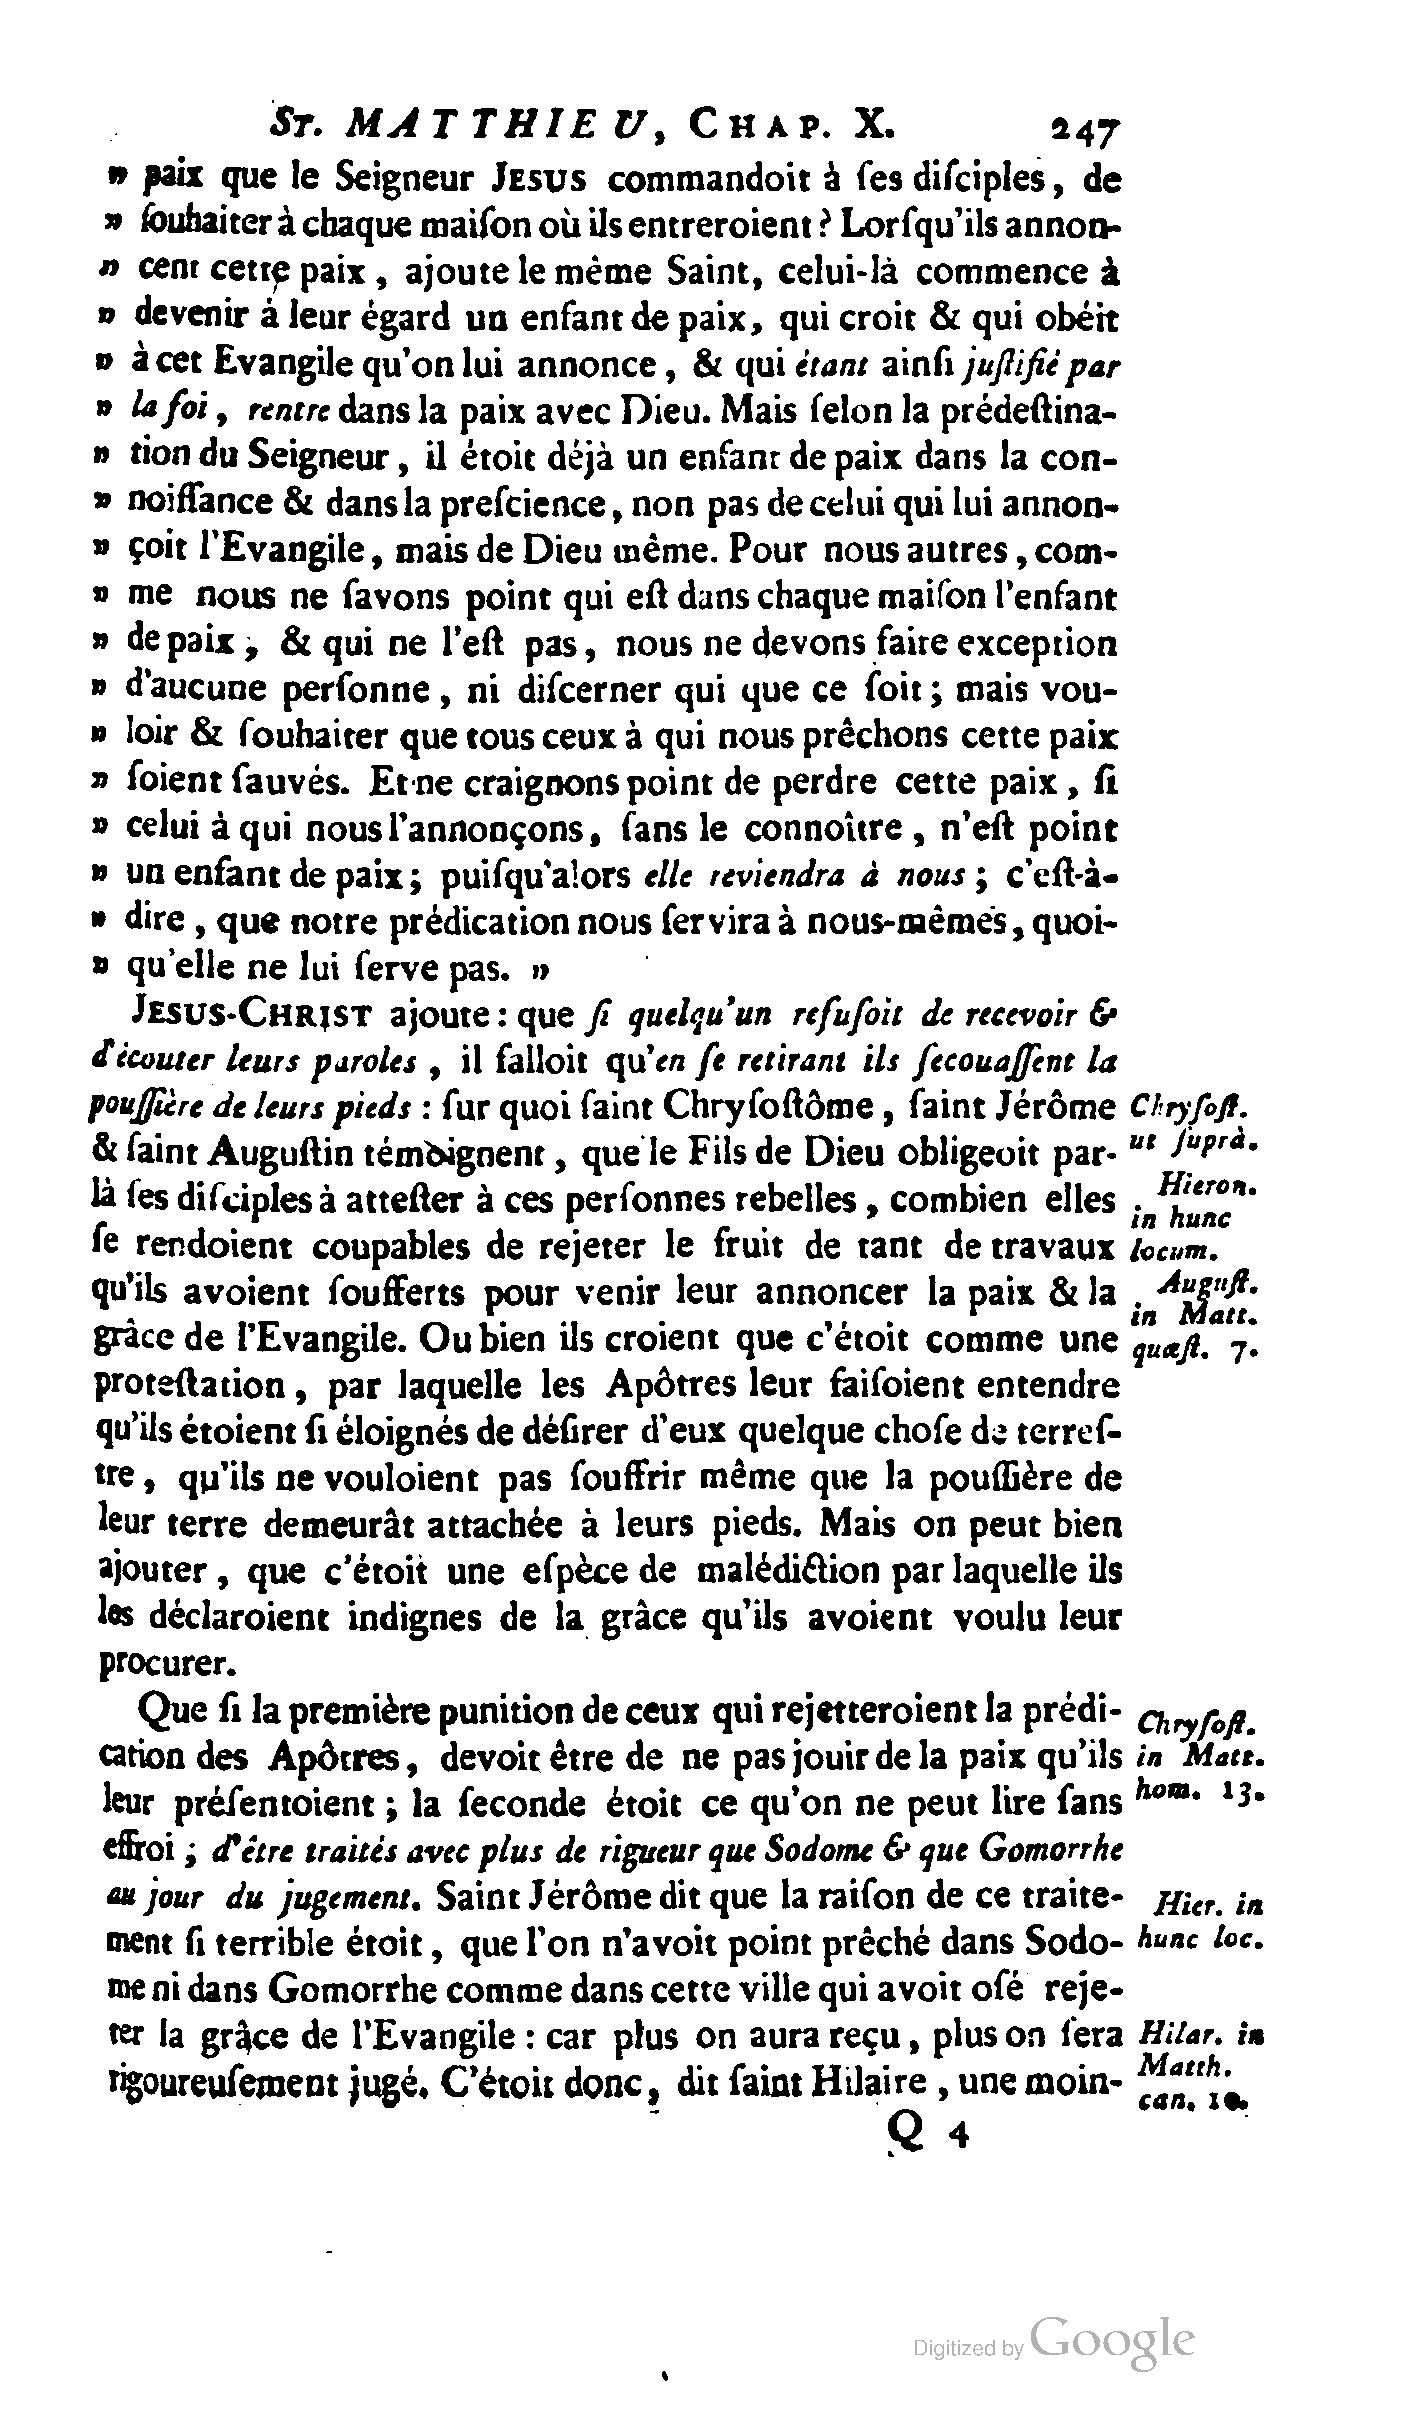 St. MATTHIEU, CHAP. X. 247
» paix que le Seigneur JESUS commandoit à ſes diſciples, de
» ſouhaiter à chaque maiſon où ils entreroient ? Lorſqu'ils annon-
» cent cette paix, ajoute le même Saint, celui-là commence à
» devenir à leur égard un enfant de paix, qui croit & qui obéit
» à cet Evangile qu'on lui annonce, & qui étant ainſi juſtifié par
» la foi, rentre dans la paix avec Dieu. Mais ſelon la prédeſtina-
» tion du Seigneur, il étoit déjà un enfant de paix dans la con-
» noiſſance & dans la preſcience, non pas de celui qui lui annon-
» çoit l'Evangile, mais de Dieu même. Pour nous autres, com-
» me nous ne ſavons point qui eſt dans chaque maiſon l'enfant
» de paix, & qui ne l'eſt pas, nous ne devons faire exception
» d'aucune perſonne, ni diſcerner qui que ce ſoit ; mais vou-
» loir & ſouhaiter que tous ceux à qui nous prêchons cette paix
» ſoient ſauvés. Et ne craignons point de perdre cette paix, ſi
» celui à qui nous l'annonçons, ſans le connoître, n'eſt point
» un enfant de paix ; puiſqu'alors elle reviendra à nous ; c'eſt-à-
» dire, que notre prédication nous ſervira à nous-mêmes, quoi-
» qu'elle ne lui ſerve pas. »
JESUS-CHRIST ajoute : que ſi quelqu'un refuſoit de recevoir &
d'écouter leurs paroles, il falloit qu'en ſe retirant ils ſecouaſſent la
pouſſière de leurs pieds : ſur quoi ſaint Chryſoſtôme, ſaint Jérôme
& ſaint Auguſtin témoignent, que le Fils de Dieu obligeoit par-
là ſes diſciples à atteſter à ces perſonnes rebelles, combien elles
ſe rendoient coupables de rejeter le fruit de tant de travaux
qu'ils avoient ſoufferts pour venir leur annoncer la paix & la
grâce de l'Evangile. Ou bien ils croient que c'étoit comme une
proteſtation, par laquelle les Apôtres leur faiſoient entendre
qu'ils étoient ſi éloignés de déſirer d'eux quelque choſe de terreſ-
tre, qu'ils ne vouloient pas ſouffrir même que la pouſſière de
leur terre demeurât attachée à leurs pieds. Mais on peut bien
ajouter, que c'étoit une eſpèce de malédiction par laquelle ils
les déclaroient indignes de la grâce qu'ils avoient voulu leur
procurer.
Chryſoſt.
ut ſuprà.
Hieron.
in hunc
locum.
Auguſt.
in Matt.
quæſt. 7.
Que ſi la première punition de ceux qui rejetteroient la prédi-
cation des Apôtres, devoit être de ne pas jouir de la paix qu'ils
leur préſentoient ; la ſeconde étoit ce qu'on ne peut lire ſans
effroi ; d'être traités avec plus de rigueur que Sodome & que Gomorrhe
au jour du jugement. Saint Jérôme dit que la raiſon de ce traite-
ment ſi terrible étoit, que l'on n'avoit point prêché dans Sodo-
me ni dans Gomorrhe comme dans cette ville qui avoit oſé reje-
ter la grâce de l'Evangile : car plus on aura reçu, plus on ſera
rigoureuſement jugé. C'étoit donc, dit ſaint Hilaire, une moin-
Chryſoſt.
in Matt.
hom. 13.
Hier. in
hunc loc.
Hilar. in
Matth.
can. 10.
Q 4
Digitized by Google